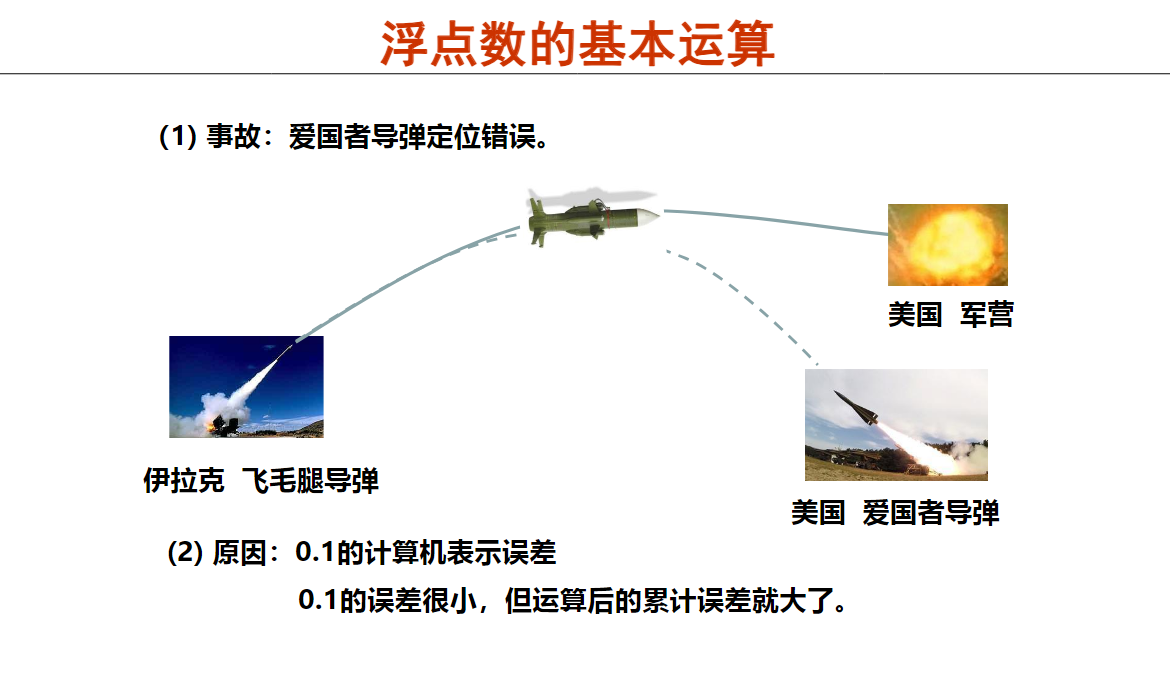 浮点数的基本运算
(1) 事故：爱国者导弹定位错误。
美国 军营
伊拉克 飞毛腿导弹
美国 爱国者导弹
(2) 原因：0.1的计算机表示误差
0.1的误差很小，但运算后的累计误差就大了。